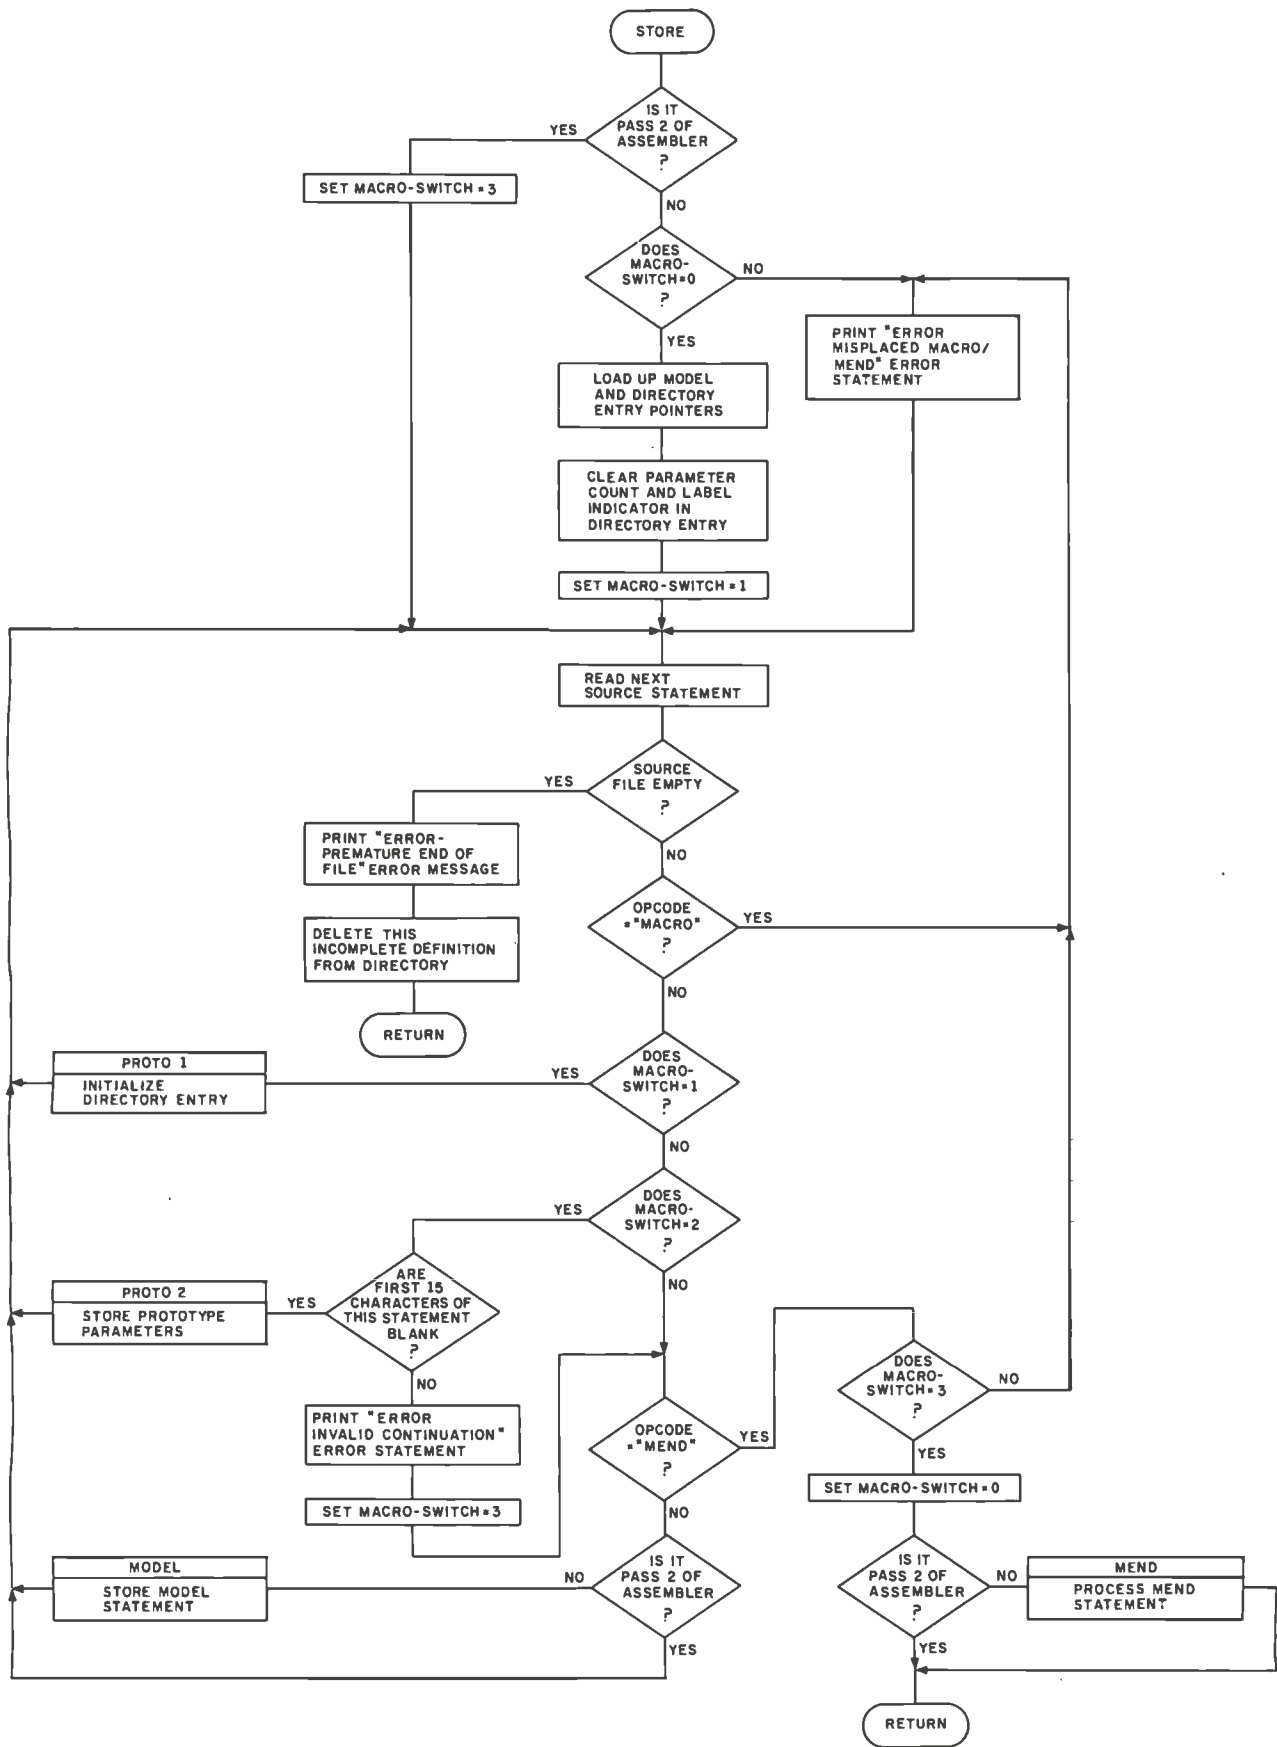 STORE
IS IT
PASS 2 OF
ASSEMBLER
?
YES
SET MACRO-SWITCH=3
NO
DOES
MACRO-
SWITCH=0
?
NO
YES
PRINT "ERROR
MISPLACED MACRO/
MEND" ERROR
STATEMENT
LOAD UP MODEL
AND DIRECTORY
ENTRY POINTERS
CLEAR PARAMETER
COUNT AND LABEL
INDICATOR IN
DIRECTORY ENTRY
SET MACRO-SWITCH=1
READ NEXT
SOURCE STATEMENT
SOURCE
FILE EMPTY
?
YES
PRINT "ERROR-
PREMATURE END OF
FILE" ERROR MESSAGE
DELETE THIS
INCOMPLETE DEFINITION
FROM DIRECTORY
RETURN
NO
OPCODE
="MACRO"
?
YES
NO
DOES
MACRO-
SWITCH=1
?
YES
PROTO 1
INITIALIZE
DIRECTORY ENTRY
NO
DOES
MACRO-
SWITCH=2
?
YES
ARE
FIRST 15
CHARACTERS OF
THIS STATEMENT
BLANK
?
YES
PROTO 2
STORE PROTOTYPE
PARAMETERS
NO
PRINT "ERROR
INVALID CONTINUATION"
ERROR STATEMENT
SET MACRO-SWITCH=3
NO
OPCODE
="MEND"
?
YES
DOES
MACRO-
SWITCH=3
?
NO
YES
SET MACRO-SWITCH=0
NO
IS IT
PASS 2 OF
ASSEMBLER
?
NO
MODEL
STORE MODEL
STATEMENT
YES
IS IT
PASS 2 OF
ASSEMBLER
?
NO
MEND
PROCESS MEND
STATEMENT
YES
RETURN